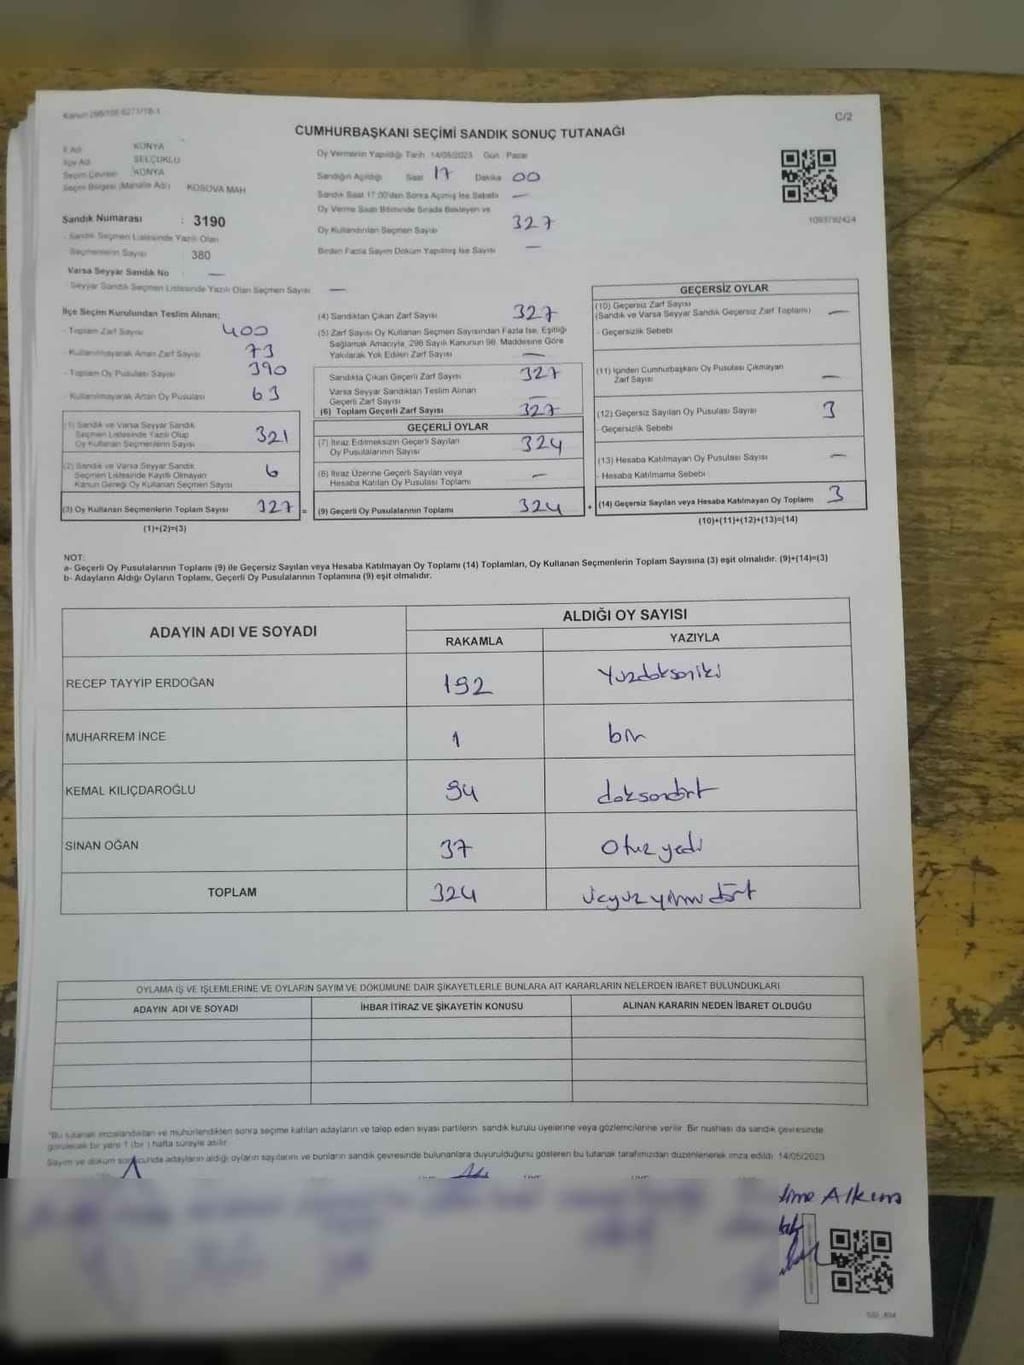 Kanun 298/108-6271/18-1
C/2
CUMHURBAŞKANI SEÇİMİ SANDIK SONUÇ TUTANAĞI
İl Adı KONYA
İlçe Adı SELÇUKLU
Seçim Çevresi KONYA
Seçim Bölgesi (Mahalle Adı) KOSOVA MAH
Sandık Numarası : 3190
- Sandık Seçmen Listesinde Yazılı Olan
Seçmenlerin Sayısı 380
Varsa Seyyar Sandık No —
- Seyyar Sandık Seçmen Listesinde Yazılı Olan Seçmen Sayısı —
Oy Vermenin Yapıldığı Tarih 14/05/2023 Gün Pazar
Sandığın Açıldığı Saat 17 Dakika 00
Sandık Saat 17:00'den Sonra Açılmış İse Sebebi —
Oy Verme Saati Bitiminde Sırada Bekleyen ve
Oy Kullandırılan Seçmen Sayısı 327
Birden Fazla Sayım Döküm Yapılmış İse Sayısı —
1093792424
İlçe Seçim Kurulundan Teslim Alınan;
- Toplam Zarf Sayısı 400
- Kullanılmayarak Artan Zarf Sayısı 73
- Toplam Oy Pusulası Sayısı 390
- Kullanılmayarak Artan Oy Pusulası 63
(1) Sandık ve Varsa Seyyar Sandık
Seçmen Listesinde Yazılı Olup
Oy Kullanan Seçmenlerin Sayısı 321
(2) Sandık ve Varsa Seyyar Sandık
Seçmen Listesinde Kayıtlı Olmayan
Kanun Gereği Oy Kullanan Seçmen Sayısı 6
(3) Oy Kullanan Seçmenlerin Toplam Sayısı 327 =
(1)+(2)=(3)
(4) Sandıktan Çıkan Zarf Sayısı 327
(5) Zarf Sayısı Oy Kullanan Seçmen Sayısından Fazla İse, Eşitliği
Sağlamak Amacıyla, 298 Sayılı Kanunun 98. Maddesine Göre
Yakılarak Yok Edilen Zarf Sayısı —
Sandıkta Çıkan Geçerli Zarf Sayısı 327
Varsa Seyyar Sandıktan Teslim Alınan
Geçerli Zarf Sayısı —
(6) Toplam Geçerli Zarf Sayısı 327
GEÇERLİ OYLAR
(7) İtiraz Edilmeksizin Geçerli Sayılan
Oy Pusulalarının Sayısı 324
(8) İtiraz Üzerine Geçerli Sayılan veya
Hesaba Katılan Oy Pusulası Toplamı —
(9) Geçerli Oy Pusulalarının Toplamı 324 +
GEÇERSİZ OYLAR
(10) Geçersiz Zarf Sayısı
(Sandık ve Varsa Seyyar Sandık Geçersiz Zarf Toplamı) —
- Geçersizlik Sebebi
(11) İçinden Cumhurbaşkanı Oy Pusulası Çıkmayan
Zarf Sayısı —
(12) Geçersiz Sayılan Oy Pusulası Sayısı 3
- Geçersizlik Sebebi
(13) Hesaba Katılmayan Oy Pusulası Sayısı —
- Hesaba Katılmama Sebebi
(14) Geçersiz Sayılan veya Hesaba Katılmayan Oy Toplamı 3
(10)+(11)+(12)+(13)=(14)
NOT:
a- Geçerli Oy Pusulalarının Toplamı (9) ile Geçersiz Sayılan veya Hesaba Katılmayan Oy Toplamı (14) Toplamları, Oy Kullanan Seçmenlerin Toplam Sayısına (3) eşit olmalıdır. (9)+(14)=(3)
b- Adayların Aldığı Oyların Toplamı, Geçerli Oy Pusulalarının Toplamına (9) eşit olmalıdır.
ADAYIN ADI VE SOYADI
ALDIĞI OY SAYISI
RAKAMLA YAZIYLA
RECEP TAYYİP ERDOĞAN 192 Yüzdoksaniki
MUHARREM İNCE 1 bir
KEMAL KILIÇDAROĞLU 94 doksandört
SİNAN OĞAN 37 Otuzyedi
TOPLAM 324 üçyüzyirmidört
OYLAMA İŞ VE İŞLEMLERİNE VE OYLARIN SAYIM VE DÖKÜMÜNE DAİR ŞİKAYETLERLE BUNLARA AİT KARARLARIN NELERDEN İBARET BULUNDUKLARI
ADAYIN ADI VE SOYADI İHBAR İTİRAZ VE ŞİKAYETİN KONUSU ALINAN KARARIN NEDEN İBARET OLDUĞU
"Bu tutanak imzalandıktan ve mühürlendikten sonra seçime katılan adayların ve talep eden siyasi partilerin sandık kurulu üyelerine veya gözlemcilerine verilir. Bir nüshası da sandık çevresinde
görülecek bir yere 1 (bir) hafta süreyle asılır.
Sayım ve döküm sonucunda adayların aldığı oyların sayılarını ve bunların sandık çevresinde bulunanlara duyurulduğunu gösteren bu tutanak tarafımızdan düzenlenerek imza edildi. 14/05/2023